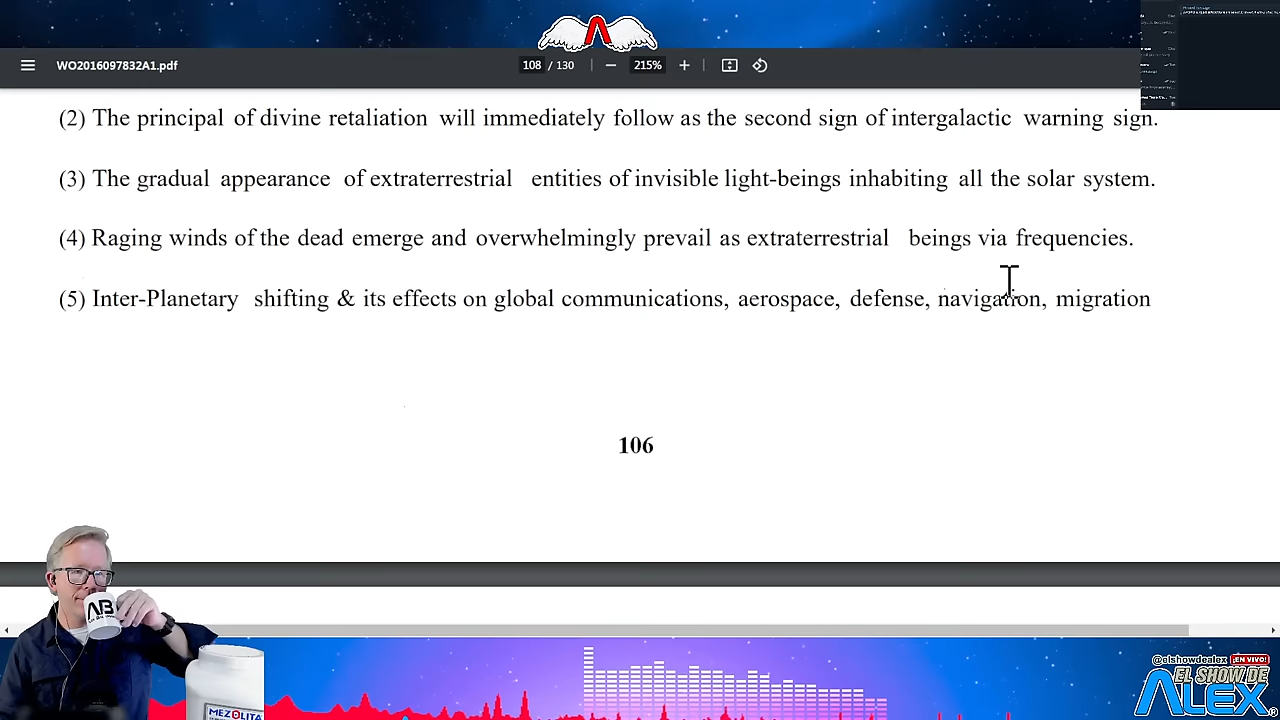 WO2016097832A1.pdf
108 / 130
215%
(2) The principal of divine retaliation will immediately follow as the second sign of intergalactic warning sign.
(3) The gradual appearance of extraterrestrial entities of invisible light-beings inhabiting all the solar system.
(4) Raging winds of the dead emerge and overwhelmingly prevail as extraterrestrial beings via frequencies.
(5) Inter-Planetary shifting & its effects on global communications, aerospace, defense, navigation, migration
106
AB
MEZOLITA
@elshowdealex ¡EN VIVO!
EL SHOW DE
ALEX